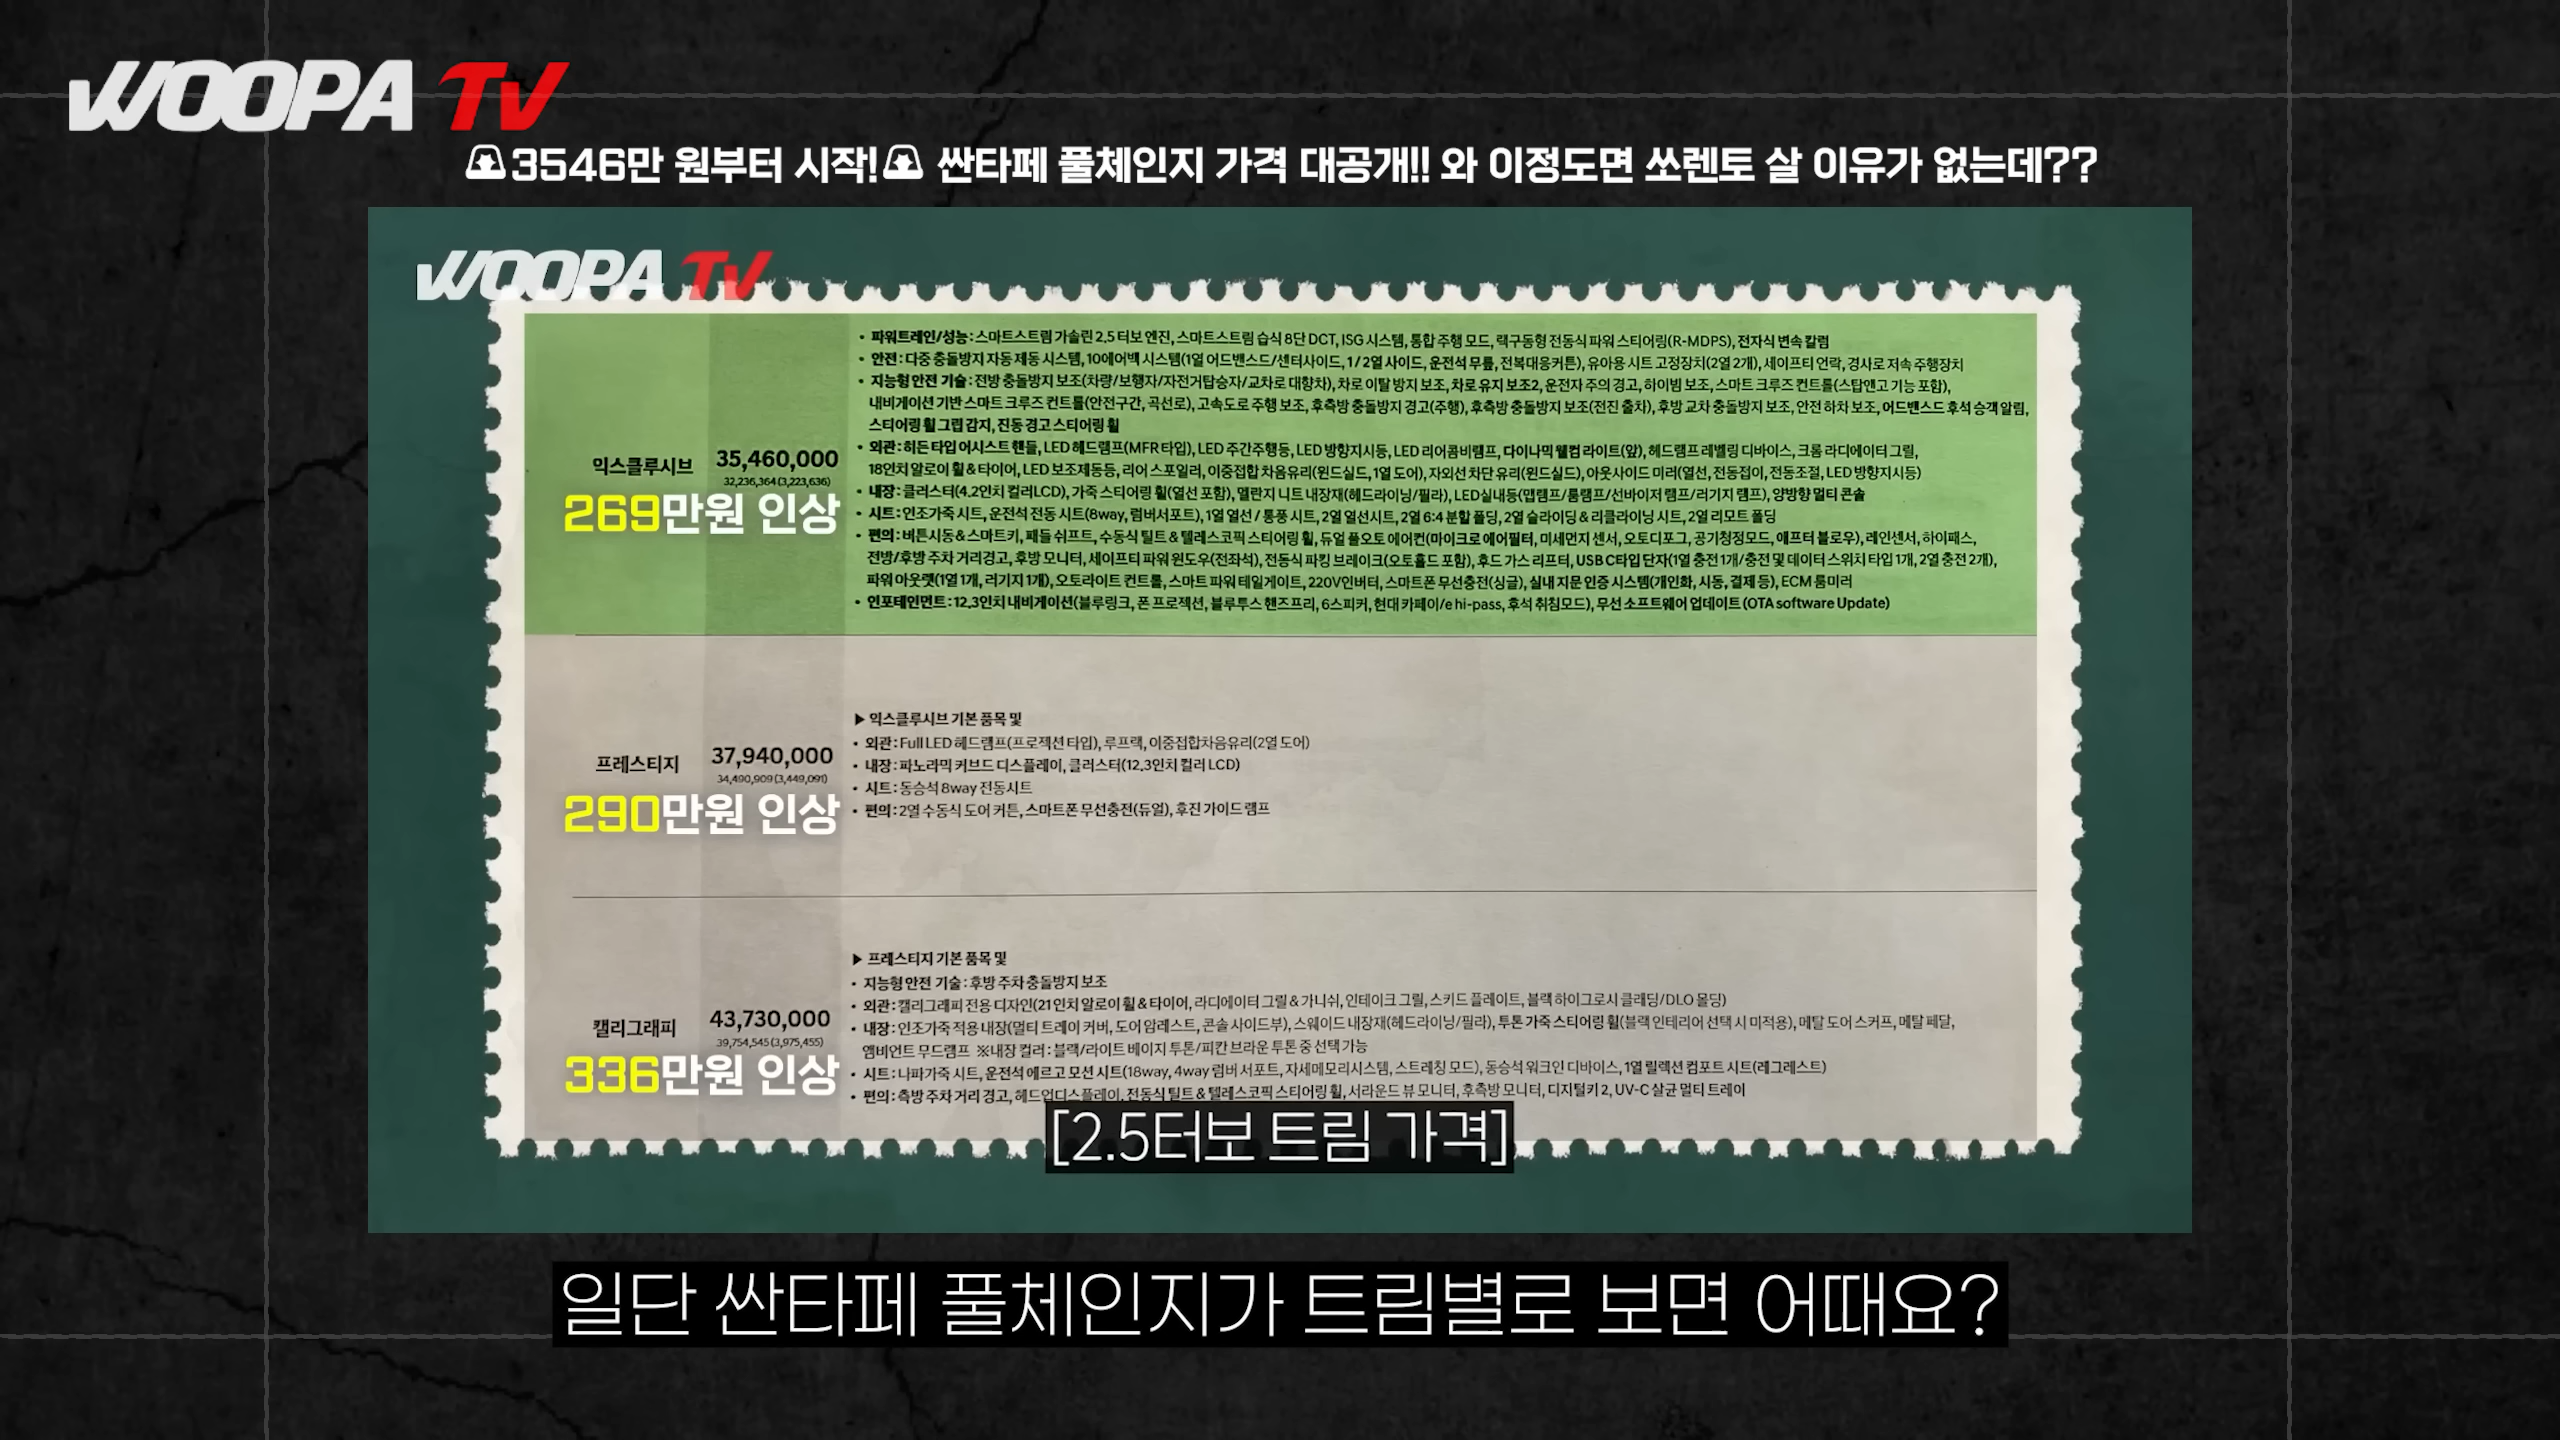 WOOPA TV
3546만 원부터 시작! 싼타페 풀체인지 가격 대공개!! 와 이정도면 쏘렌토 살 이유가 없는데??
WOOPA TV
익스클루시브
35,460,000
32,236,364 (3,223,636)
269만원 인상
• 파워트레인/성능 : 스마트스트림 가솔린 2.5 터보 엔진, 스마트스트림 습식 8단 DCT, ISG 시스템, 통합 주행 모드, 랙구동형 전동식 파워 스티어링(R-MDPS), 전자식 변속 칼럼
• 안전 : 다중 충돌방지 자동 제동 시스템, 10에어백 시스템(1열 어드밴스드/센터사이드, 1/2열 사이드, 운전석 무릎, 전복대응커튼), 유아용 시트 고정장치(2열 2개), 세이프티 언락, 경사로 저속 주행장치
• 지능형 안전 기술 : 전방 충돌방지 보조(차량/보행자/자전거탑승자/교차로 대향차), 차로 이탈 방지 보조, 차로 유지 보조2, 운전자 주의 경고, 하이빔 보조, 스마트 크루즈 컨트롤(스탑앤고 기능 포함),
내비게이션 기반 스마트 크루즈 컨트롤(안전구간, 곡선로), 고속도로 주행 보조, 후측방 충돌방지 경고(주행), 후측방 충돌방지 보조(전진 출차), 후방 교차 충돌방지 보조, 안전 하차 보조, 어드밴스드 후석 승객 알림,
스티어링 휠 그립 감지, 진동 경고 스티어링 휠
• 외관 : 히든 타입 어시스트 핸들, LED 헤드램프(MFR 타입), LED 주간주행등, LED 방향지시등, LED 리어콤비램프, 다이나믹 웰컴 라이트(앞), 헤드램프 레벨링 디바이스, 크롬 라디에이터 그릴,
18인치 알로이 휠 & 타이어, LED 보조제동등, 리어 스포일러, 이중접합 차음유리(윈드실드, 1열 도어), 자외선 차단 유리(윈드실드), 아웃사이드 미러(열선, 전동접이, 전동조절, LED 방향지시등)
• 내장 : 클러스터(4.2인치 컬러LCD), 가죽 스티어링 휠(열선 포함), 멜란지 니트 내장재(헤드라이닝/필라), LED실내등(맵램프/룸램프/선바이저 램프/러기지 램프), 양방향 멀티 콘솔
• 시트 : 인조가죽 시트, 운전석 전동 시트(8way, 럼버서포트), 1열 열선 / 통풍 시트, 2열 열선시트, 2열 6:4 분할 폴딩, 2열 슬라이딩 & 리클라이닝 시트, 2열 리모트 폴딩
• 편의 : 버튼시동 & 스마트키, 패들 쉬프트, 수동식 틸트 & 텔레스코픽 스티어링 휠, 듀얼 풀오토 에어컨(마이크로 에어필터, 미세먼지 센서, 오토디포그, 공기청정모드, 애프터 블로우), 레인센서, 하이패스,
전방/후방 주차 거리경고, 후방 모니터, 세이프티 파워 윈도우(전좌석), 전동식 파킹 브레이크(오토홀드 포함), 후드 가스 리프터, USB C타입 단자(1열 충전 1개/충전 및 데이터 스위치 타입 1개, 2열 충전 2개),
파워 아웃렛(1열 1개, 러기지 1개), 오토라이트 컨트롤, 스마트 파워 테일게이트, 220V인버터, 스마트폰 무선충전(싱글), 실내 지문 인증 시스템(개인화, 시동, 결제 등), ECM 룸미러
• 인포테인먼트 : 12.3인치 내비게이션(블루링크, 폰 프로젝션, 블루투스 핸즈프리, 6스피커, 현대 카페이/e hi-pass, 후석 취침모드), 무선 소프트웨어 업데이트 (OTA software Update)
프레스티지
37,940,000
34,490,909 (3,449,091)
290만원 인상
▶ 익스클루시브 기본 품목 및
• 외관 : Full LED 헤드램프(프로젝션 타입), 루프랙, 이중접합차음유리(2열 도어)
• 내장 : 파노라믹 커브드 디스플레이, 클러스터(12.3인치 컬러 LCD)
• 시트 : 동승석 8way 전동시트
• 편의 : 2열 수동식 도어 커튼, 스마트폰 무선충전(듀얼), 후진 가이드 램프
캘리그래피
43,730,000
39,754,545 (3,975,455)
336만원 인상
▶ 프레스티지 기본 품목 및
• 지능형 안전 기술 : 후방 주차 충돌방지 보조
• 외관 : 캘리그래피 전용 디자인(21인치 알로이 휠 & 타이어, 라디에이터 그릴 & 가니쉬, 인테이크 그릴, 스키드 플레이트, 블랙 하이그로시 클래딩/DLO 몰딩)
• 내장 : 인조가죽 적용 내장(멀티 트레이 커버, 도어 암레스트, 콘솔 사이드부), 스웨이드 내장재(헤드라이닝/필라), 투톤 가죽 스티어링 휠(블랙 인테리어 선택 시 미적용), 메탈 도어 스커프, 메탈 페달,
앰비언트 무드램프 ※내장 컬러 : 블랙/라이트 베이지 투톤/피칸 브라운 투톤 중 선택 가능
• 시트 : 나파가죽 시트, 운전석 에르고 모션 시트(18way, 4way 럼버 서포트, 자세메모리시스템, 스트레칭 모드), 동승석 워크인 디바이스, 1열 릴렉션 컴포트 시트(레그레스트)
• 편의 : 측방 주차 거리 경고, 헤드업디스플레이, 전동식 틸트 & 텔레스코픽 스티어링 휠, 서라운드 뷰 모니터, 후측방 모니터, 디지털키 2, UV-C 살균 멀티 트레이
[2.5터보 트림 가격]
일단 싼타페 풀체인지가 트림별로 보면 어때요?